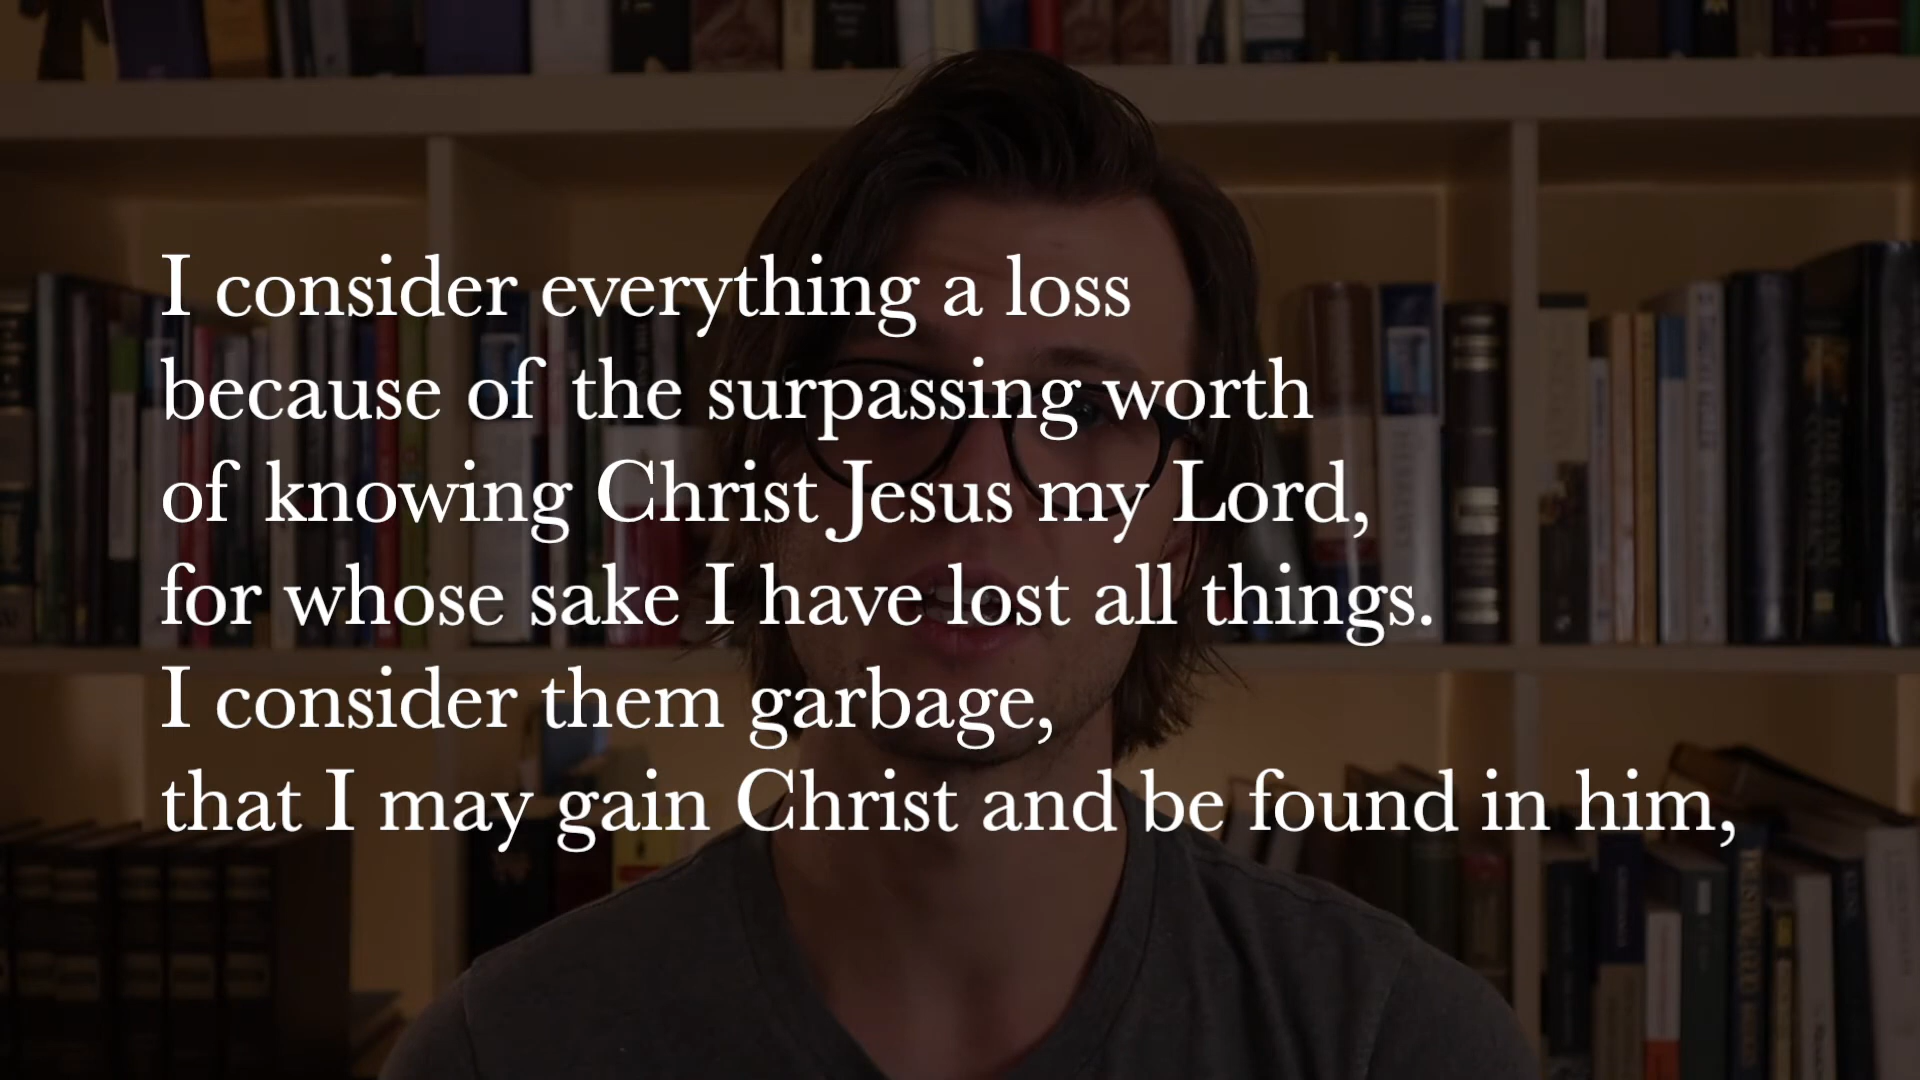 I consider everything a loss
because of the surpassing worth
of knowing Christ Jesus my Lord,
for whose sake I have lost all things.
I consider them garbage,
that I may gain Christ and be found in him,